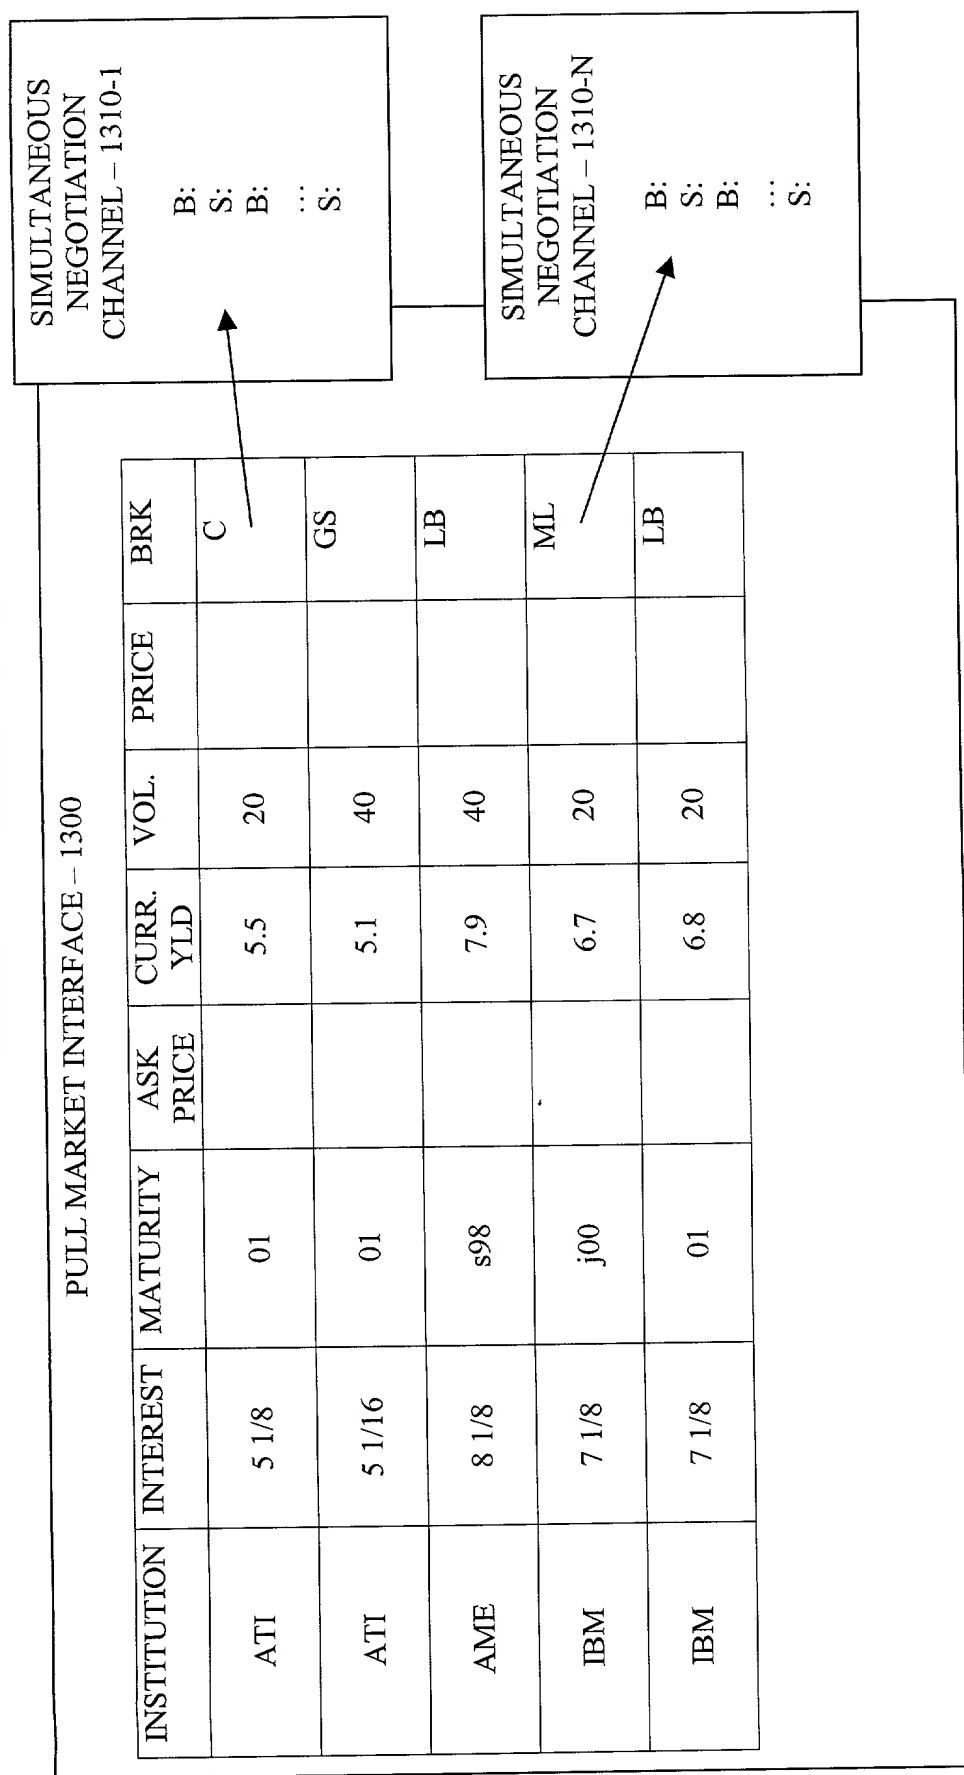 PULL MARKET INTERFACE – 1300
INSTITUTION INTEREST MATURITY ASK PRICE CURR. YLD VOL. PRICE BRK
ATI 5 1/8 01 5.5 20 C
ATI 5 1/16 01 5.1 40 GS
AME 8 1/8 s98 7.9 40 LB
IBM 7 1/8 j00 6.7 20 ML
IBM 7 1/8 01 6.8 20 LB
SIMULTANEOUS
NEGOTIATION
CHANNEL – 1310-1
B:
S:
B:
...
S:
SIMULTANEOUS
NEGOTIATION
CHANNEL – 1310-N
B:
S:
B:
...
S: